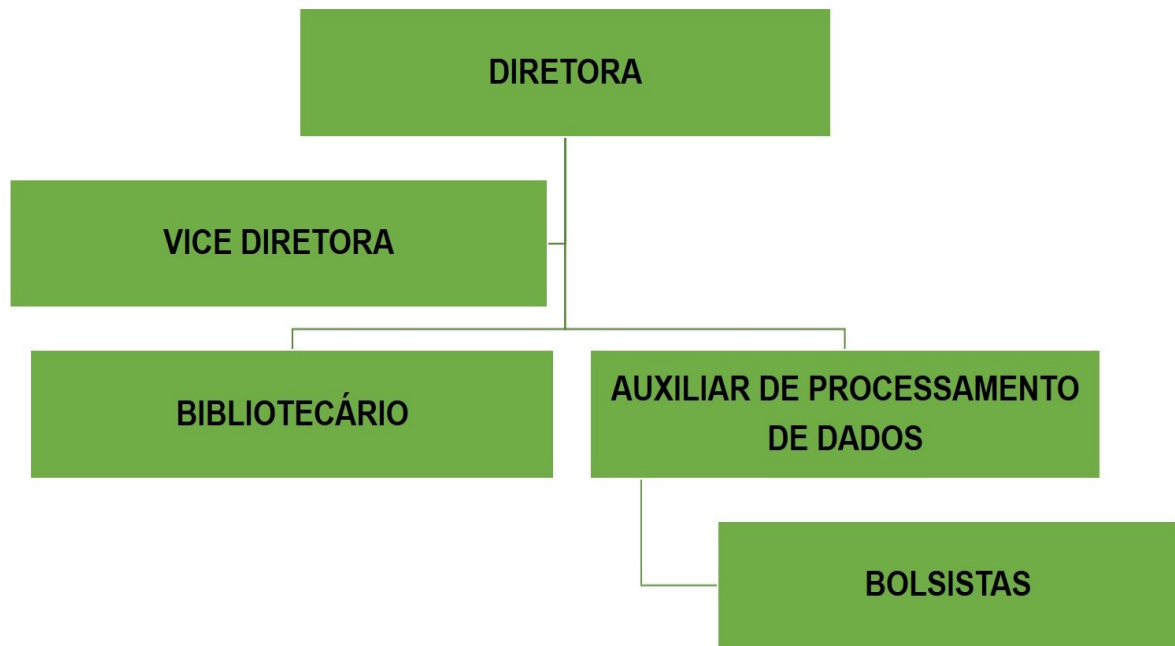 DIRETORA
VICE DIRETORA
BIBLIOTECÁRIO
AUXILIAR DE PROCESSAMENTO
DE DADOS
BOLSISTAS